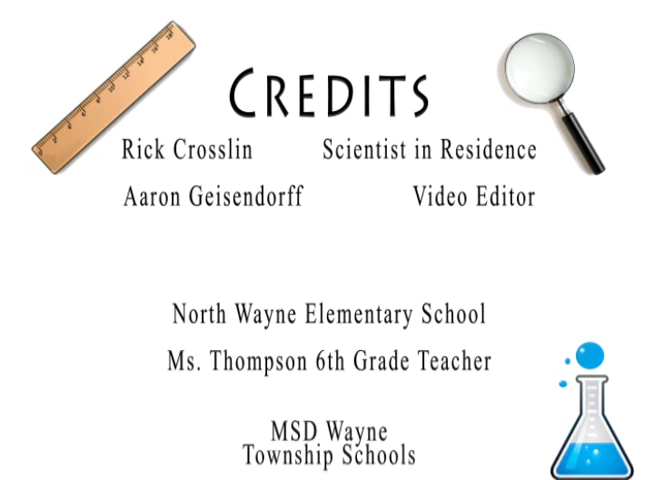 CREDITS
Rick Crosslin Scientist in Residence
Aaron Geisendorff Video Editor
North Wayne Elementary School
Ms. Thompson 6th Grade Teacher
MSD Wayne
Township Schools